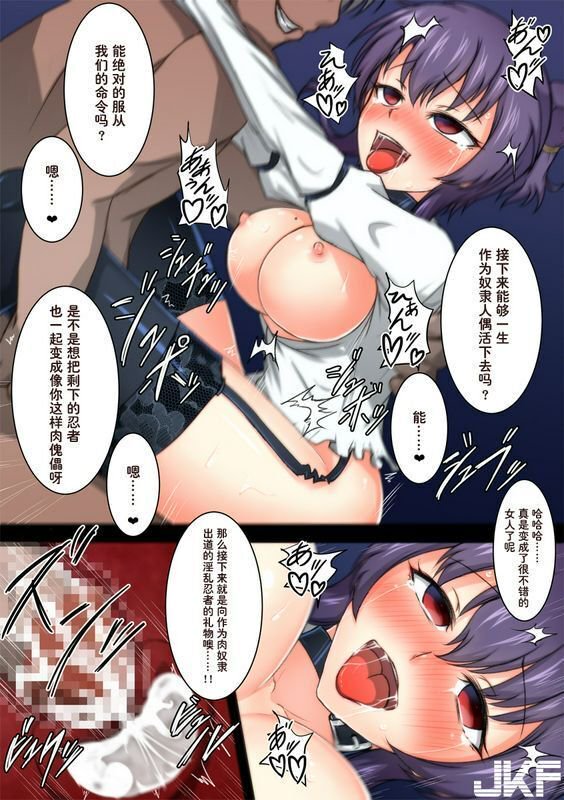 能绝对的服从
我们的命令吗？
嗯……
❤
接下来能够一生
作为奴隶人偶活下去吗？
能……
❤
是不是想把剩下的忍者
也一起变成像你这样肉傀儡呀
嗯……
❤
哈哈哈……
真是变成了很不错的
女人了呢
那么接下来就是向作为肉奴隶
出道的淫乱忍者的礼物噢……!!
JKF